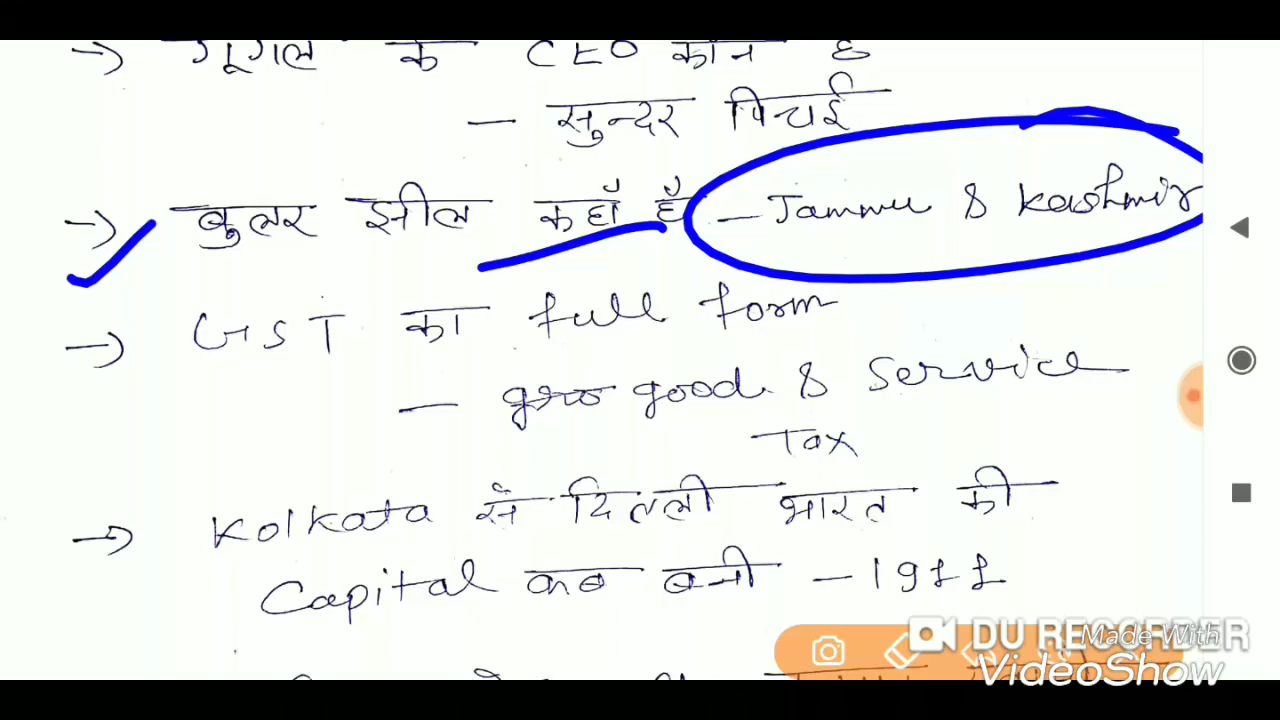 → गूगल के CEO कौन है
— सुन्दर पिचई
→ बुलर झील कहाँ है — Jammu & Kashmir
→ GST का full form
— good & Service
Tax
→ Kolkata से दिल्ली भारत की
Capital कब बनी — 1911
DU RECORDER
Made With
VideoShow